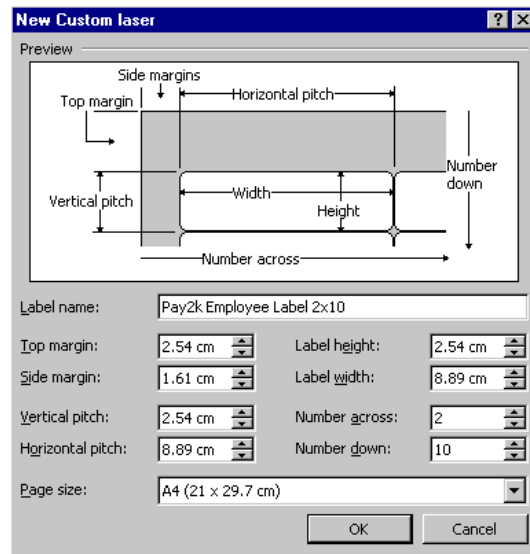 New Custom laser
Preview
Side margins
Horizontal pitch
Top margin
Number down
Vertical pitch
Width
Height
Number across
Label name: Pay2k Employee Label 2x10
Top margin: 2.54 cm Label height: 2.54 cm
Side margin: 1.61 cm Label width: 8.89 cm
Vertical pitch: 2.54 cm Number across: 2
Horizontal pitch: 8.89 cm Number down: 10
Page size: A4 (21 x 29.7 cm)
OK Cancel